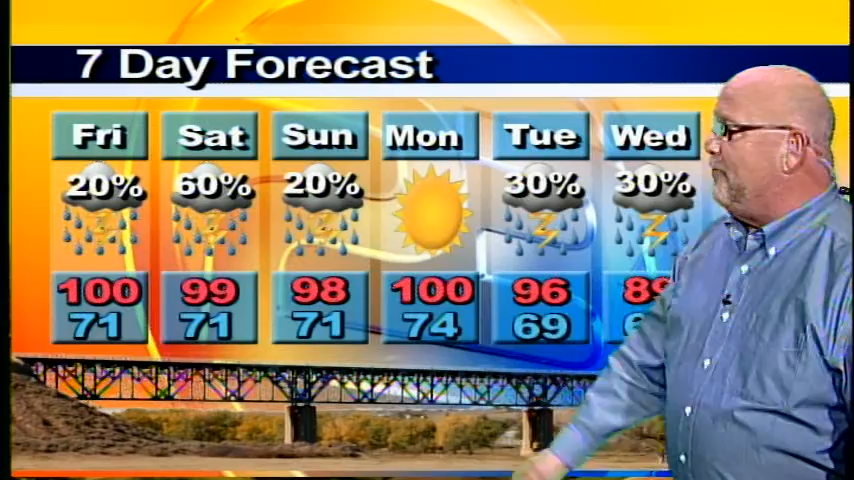 7 Day Forecast
Fri Sat Sun Mon Tue Wed
20% 60% 20% 30% 30%
100 99 98 100 96 89
71 71 71 74 69